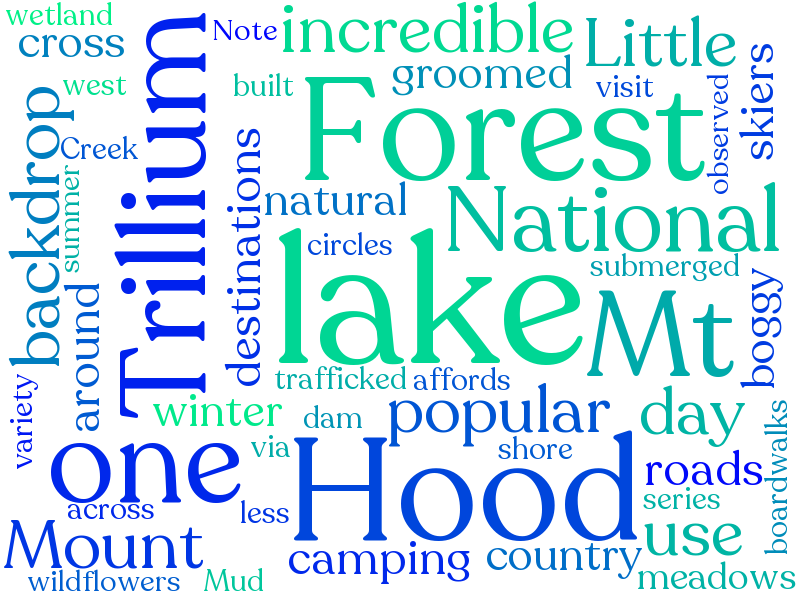 wetland
cross
Note
incredible
Little
west
built
groomed
visit
skiers
Trillium
Forest
observed
backdrop
Creek
summer
destinations
natural
National
circles
submerged
lake
Mt
boggy
around
variety
trafficked
affords
winter
dam
popular
day
boardwalks
one
via
Hood
shore
roads
across
less
series
Mount
camping
country
use
wildflowers
Mud
meadows